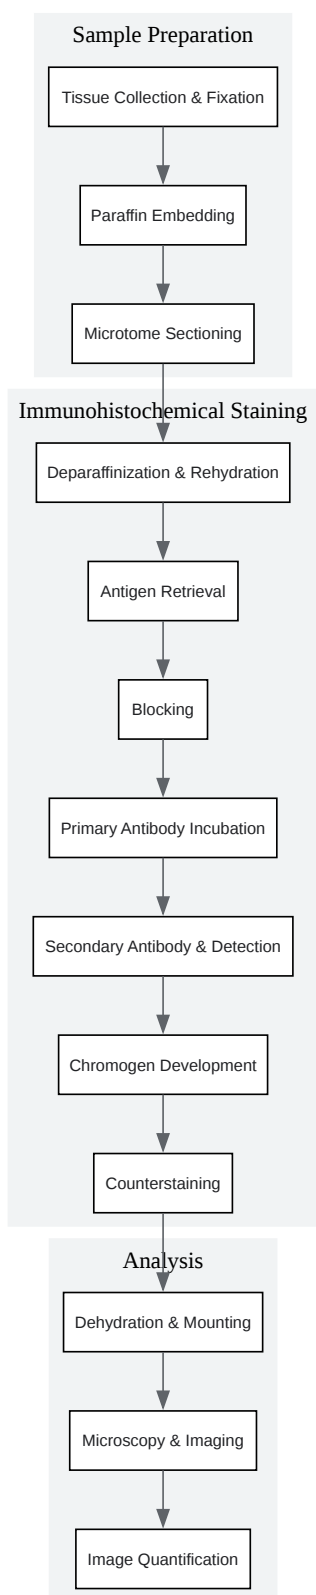 Sample Preparation
Tissue Collection & Fixation
Paraffin Embedding
Microtome Sectioning
Immunohistochemical Staining
Deparaffinization & Rehydration
Antigen Retrieval
Blocking
Primary Antibody Incubation
Secondary Antibody & Detection
Chromogen Development
Counterstaining
Analysis
Dehydration & Mounting
Microscopy & Imaging
Image Quantification